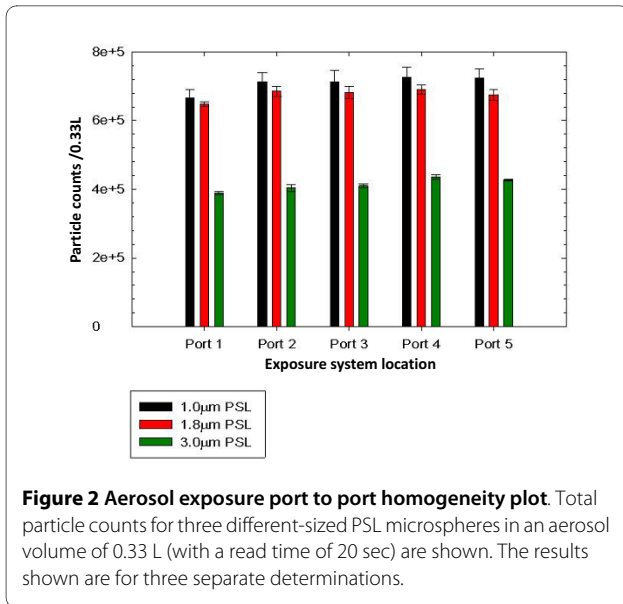 8e+5
6e+5
4e+5
2e+5
0
Particle counts /0.33L
Port 1 Port 2 Port 3 Port 4 Port 5
Exposure system location
1.0µm PSL
1.8µm PSL
3.0µm PSL
Figure 2 Aerosol exposure port to port homogeneity plot. Total
particle counts for three different-sized PSL microspheres in an aerosol
volume of 0.33 L (with a read time of 20 sec) are shown. The results
shown are for three separate determinations.